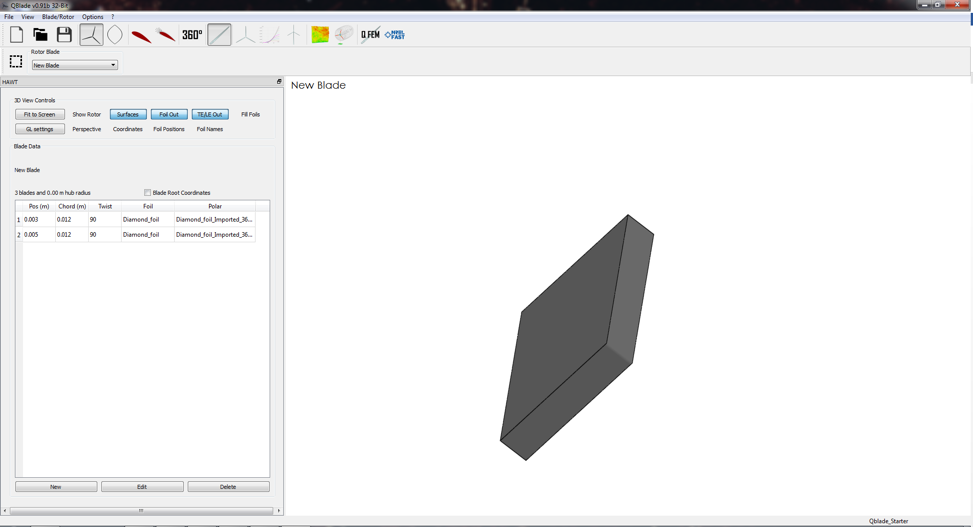 QBlade v0.91b 32-Bit
File View Blade/Rotor Options ?
360° Q FEM NREL FAST
Rotor Blade
New Blade
HAWT
New Blade
3D View Controls
Fit to Screen Show Rotor Surfaces Foil Out TE/LE Out Fill Foils
GL settings Perspective Coordinates Foil Positions Foil Names
Blade Data
New Blade
3 blades and 0.00 m hub radius Blade Root Coordinates
Pos (m) Chord (m) Twist Foil Polar
1 0.003 0.012 90 Diamond_foil Diamond_foil_Imported_36...
2 0.005 0.012 90 Diamond_foil Diamond_foil_Imported_36...
New Edit Delete
Qblade_Starter